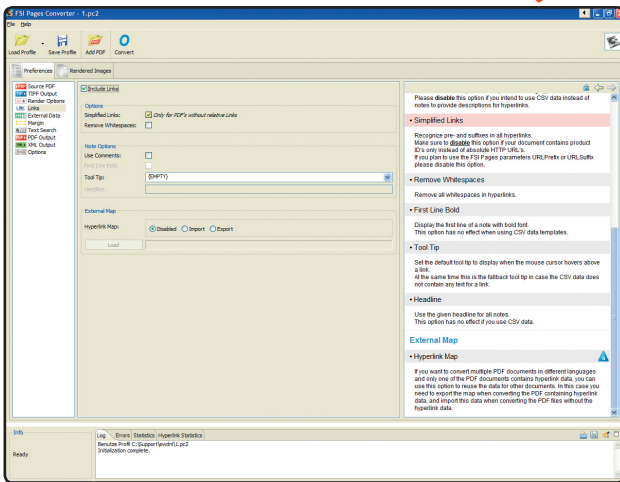 FSI Pages Converter - 1.pc2
File Help
Load Profile Save Profile Add PDF Convert
Preferences Rendered Images
Source PDF
TIFF Output
Render Options
Links
External Data
Margin
Text Search
PDF Output
XML Output
Options
Include Links
Options
Simplified Links: Only for PDF's without relative Links
Remove Whitespaces:
Note Options
Use Comments:
First Line Bold:
Tool Tip: {EMPTY}
Headline:
External Map
Hyperlink Map: Disabled Import Export
Load
Please disable this option if you intend to use CSV data instead of
notes to provide descriptions for hyperlinks.
• Simplified Links
Recognize pre- and suffixes in all hyperlinks.
Make sure to disable this option if your document contains product
ID's only instead of absolute HTTP URL's.
If you plan to use the FSI Pages parameters URLPrefix or URLSuffix
please disable this option.
• Remove Whitespaces
Remove all whitespaces in hyperlinks.
• First Line Bold
Display the first line of a note with bold font.
This option has no effect when using CSV data templates.
• Tool Tip
Set the default tool tip to display when the mouse cursor hovers above
a link.
At the same time this is the fallback tool tip in case the CSV data does
not contain any text for a link.
• Headline
Use the given headline for all notes.
This option has no effect if you use CSV data.
External Map
• Hyperlink Map
If you want to convert multiple PDF documents in different languages
and only one of the PDF documents contains hyperlink data, you can
use this option to reuse the data for other documents. In this case you
need to export the map when converting the PDF containing hyperlink
data, and import this data when converting the PDF files without the
hyperlink data.
Info
Ready
Log Errors Statistics Hyperlink Statistics
Benutze Profil C:\Support\ewdnl\1.pc2
Initialization complete.